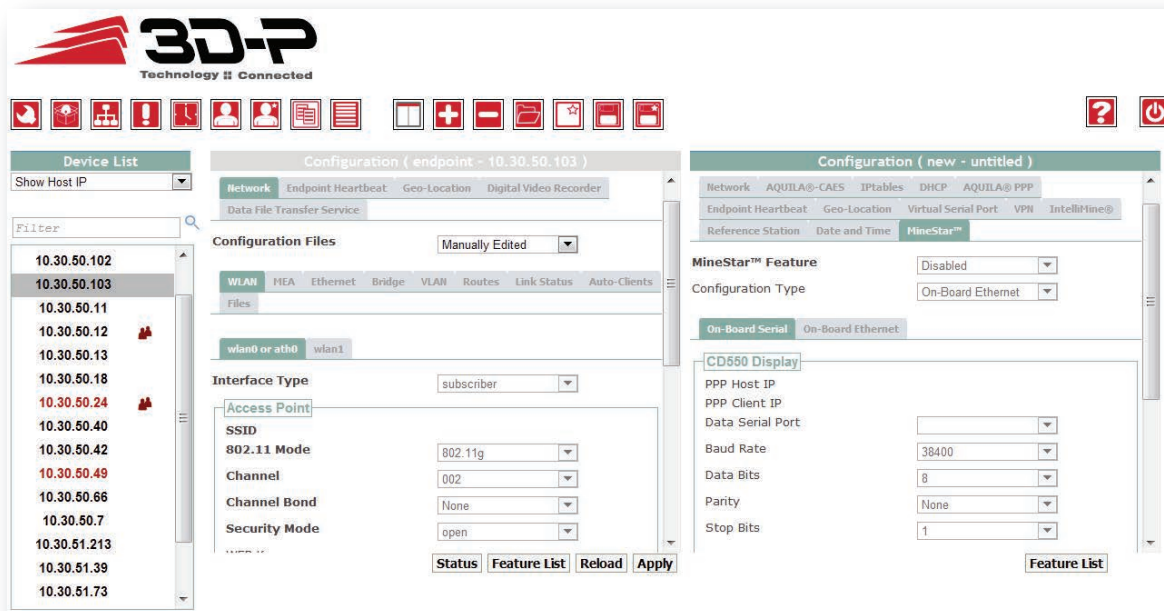 3D-P
Technology :: Connected
Device List
Show Host IP
Filter
10.30.50.102
10.30.50.103
10.30.50.11
10.30.50.12
10.30.50.13
10.30.50.18
10.30.50.24
10.30.50.40
10.30.50.42
10.30.50.49
10.30.50.66
10.30.50.7
10.30.51.213
10.30.51.39
10.30.51.73
Configuration ( endpoint - 10.30.50.103 )
Network Endpoint Heartbeat Geo-Location Digital Video Recorder
Data File Transfer Service
Configuration Files Manually Edited
WLAN MEA Ethernet Bridge VLAN Routes Link Status Auto-Clients
Files
wlan0 or ath0 wlan1
Interface Type subscriber
Access Point
SSID
802.11 Mode 802.11g
Channel 002
Channel Bond None
Security Mode open
Status Feature List Reload Apply
Configuration ( new - untitled )
Network AQUILA®-CAES IPtables DHCP AQUILA® PPP
Endpoint Heartbeat Geo-Location Virtual Serial Port VPN IntelliMine®
Reference Station Date and Time MineStar™
MineStar™ Feature Disabled
Configuration Type On-Board Ethernet
On-Board Serial On-Board Ethernet
CD550 Display
PPP Host IP
PPP Client IP
Data Serial Port
Baud Rate 38400
Data Bits 8
Parity None
Stop Bits 1
Feature List